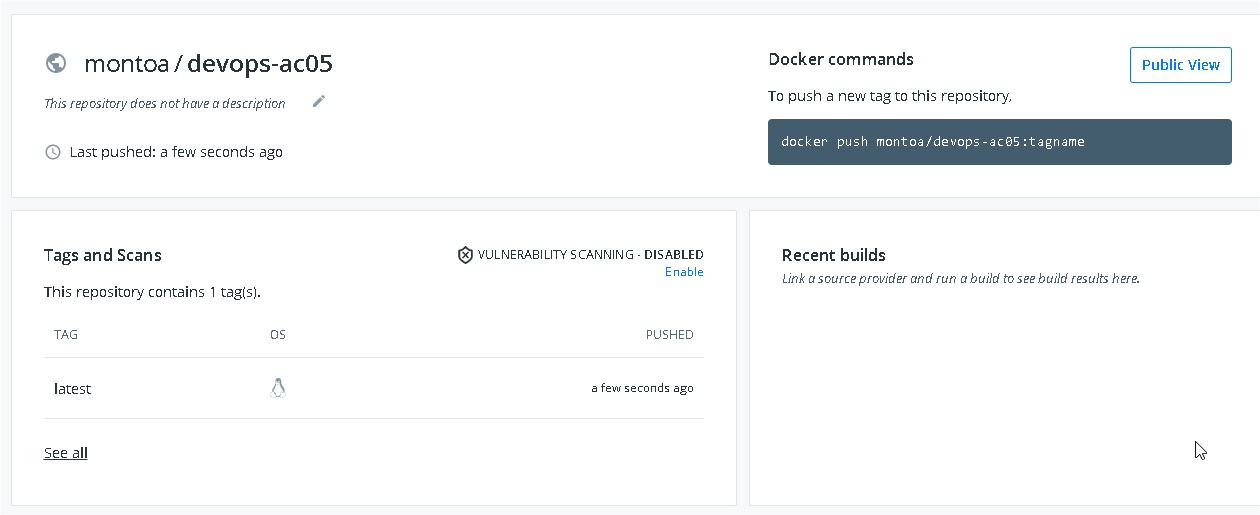 montoa / devops-ac05
This repository does not have a description
Last pushed: a few seconds ago
Docker commands
Public View
To push a new tag to this repository,
docker push montoa/devops-ac05:tagname
Tags and Scans
VULNERABILITY SCANNING - DISABLED
Enable
This repository contains 1 tag(s).
TAG OS PUSHED
latest a few seconds ago
See all
Recent builds
Link a source provider and run a build to see build results here.